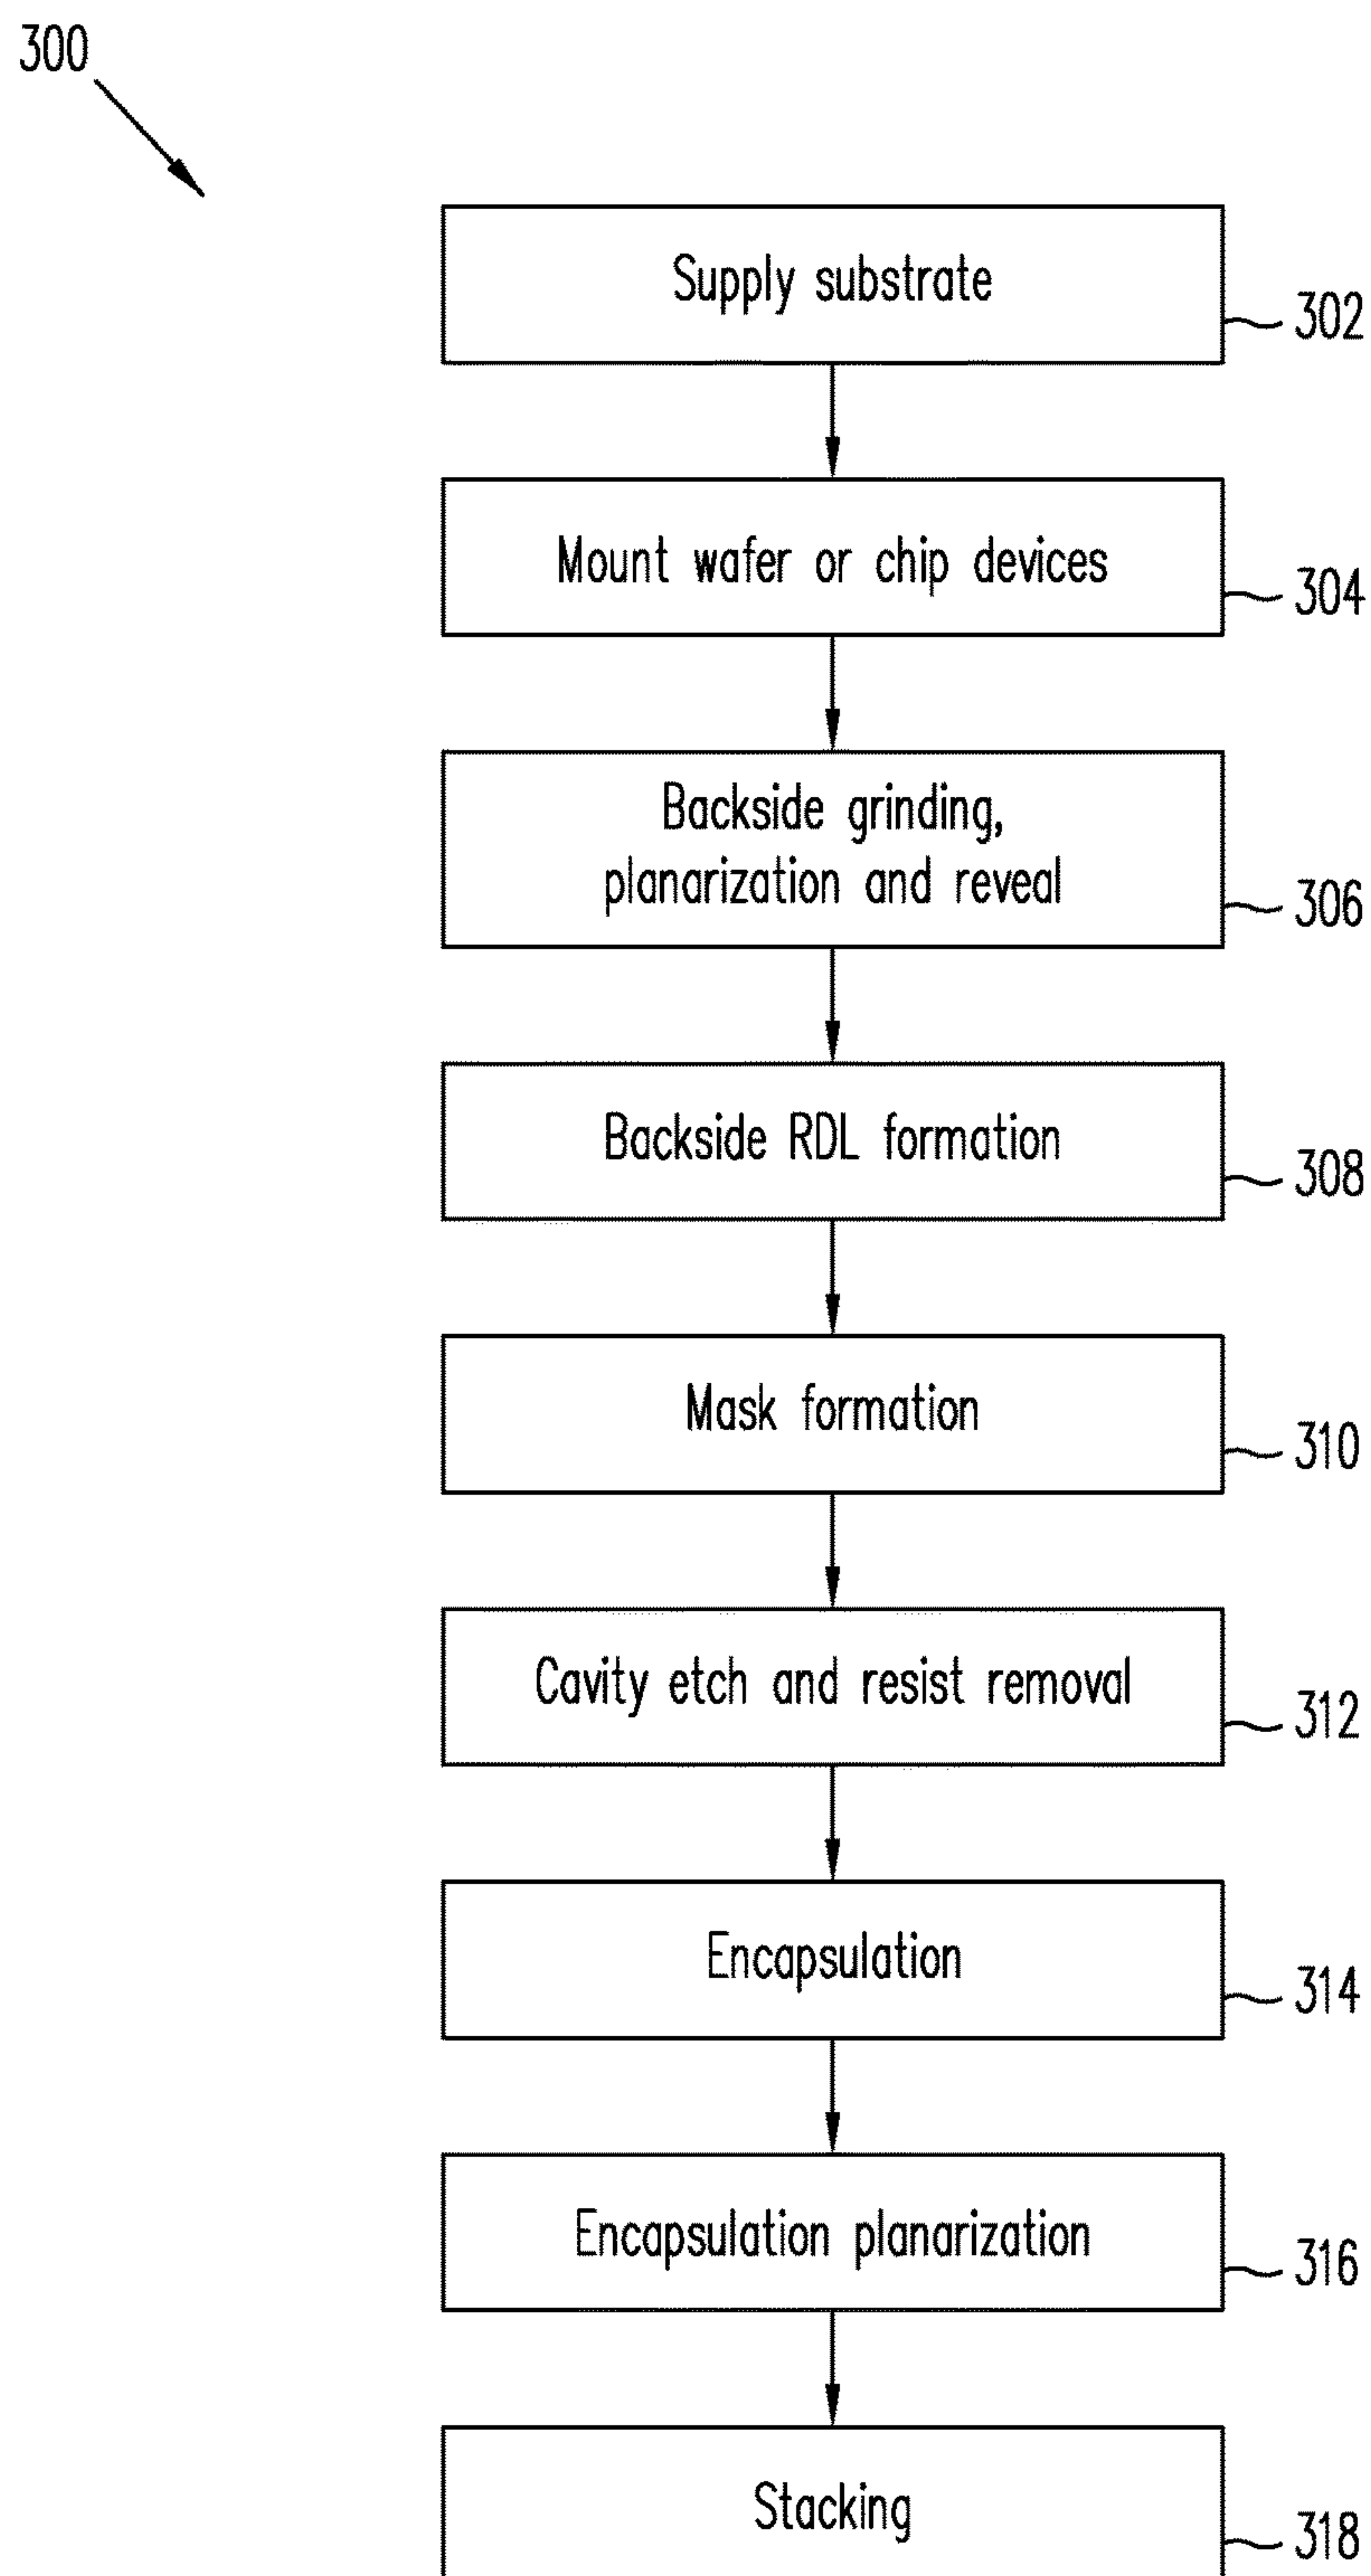 300
Supply substrate
302
Mount wafer or chip devices
304
Backside grinding,
planarization and reveal
306
Backside RDL formation
308
Mask formation
310
Cavity etch and resist removal
312
Encapsulation
314
Encapsulation planarization
316
Stacking
318